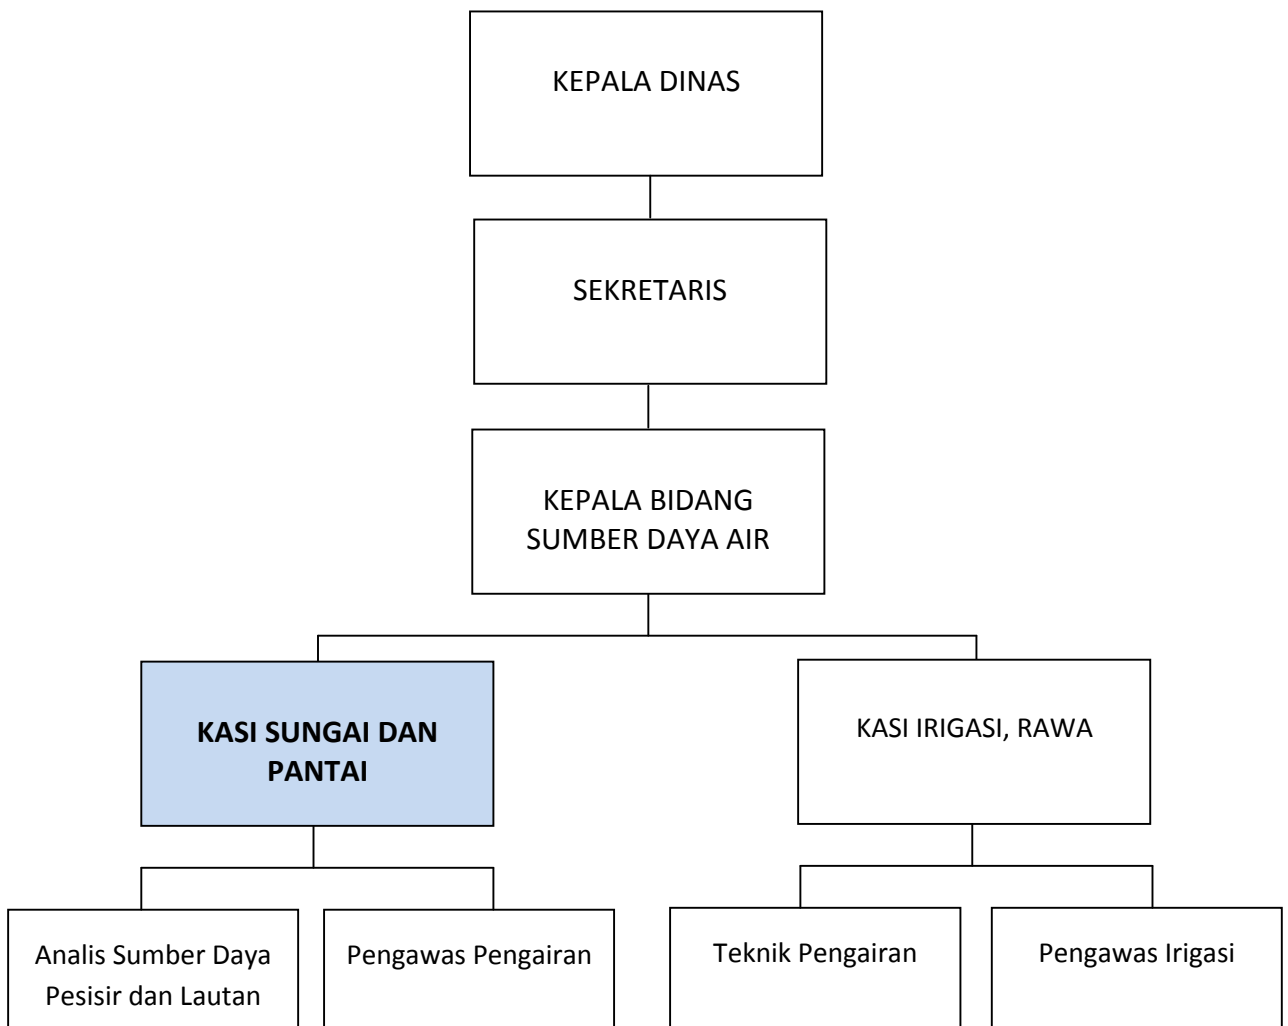 KEPALA DINAS
SEKRETARIS
KEPALA BIDANG
SUMBER DAYA AIR
KASI SUNGAI DAN
PANTAI
KASI IRIGASI, RAWA
Analis Sumber Daya
Pesisir dan Lautan
Pengawas Pengairan
Teknik Pengairan
Pengawas Irigasi